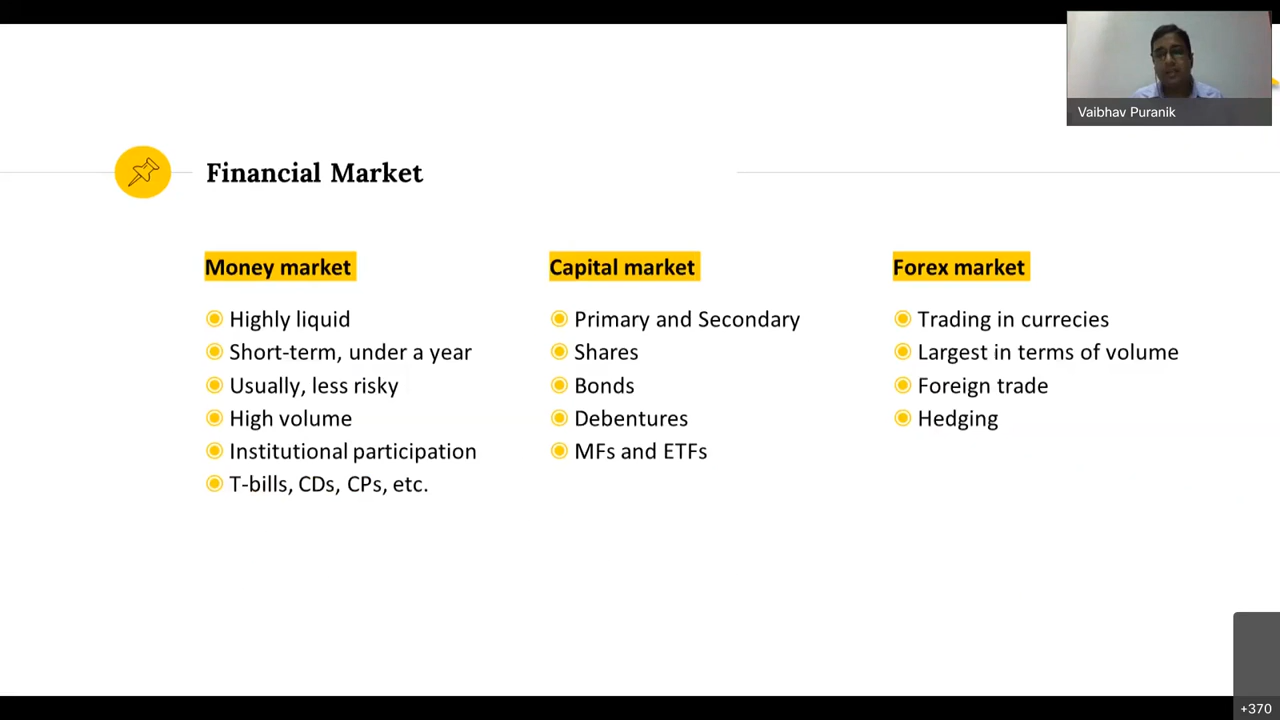 Vaibhav Puranik
Financial Market
Money market
Highly liquid
Short-term, under a year
Usually, less risky
High volume
Institutional participation
T-bills, CDs, CPs, etc.
Capital market
Primary and Secondary
Shares
Bonds
Debentures
MFs and ETFs
Forex market
Trading in currecies
Largest in terms of volume
Foreign trade
Hedging
+370